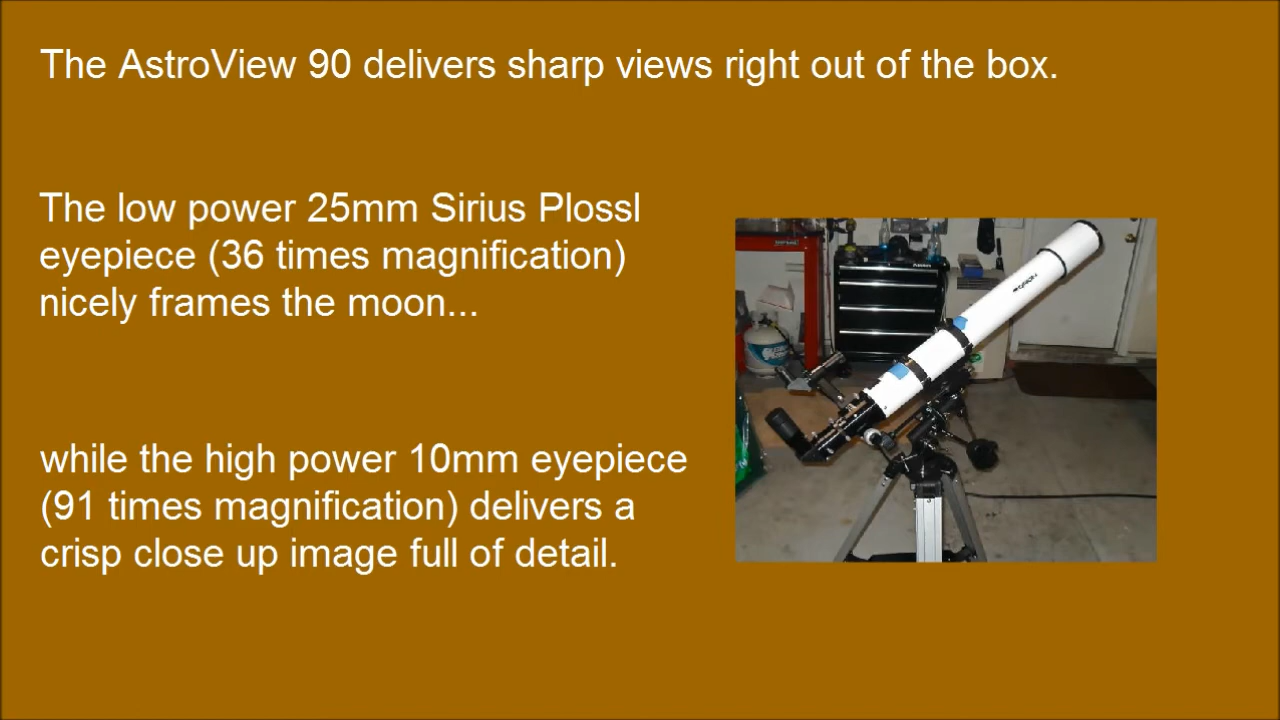 The AstroView 90 delivers sharp views right out of the box.
The low power 25mm Sirius Plossl
eyepiece (36 times magnification)
nicely frames the moon...
while the high power 10mm eyepiece
(91 times magnification) delivers a
crisp close up image full of detail.
ORION